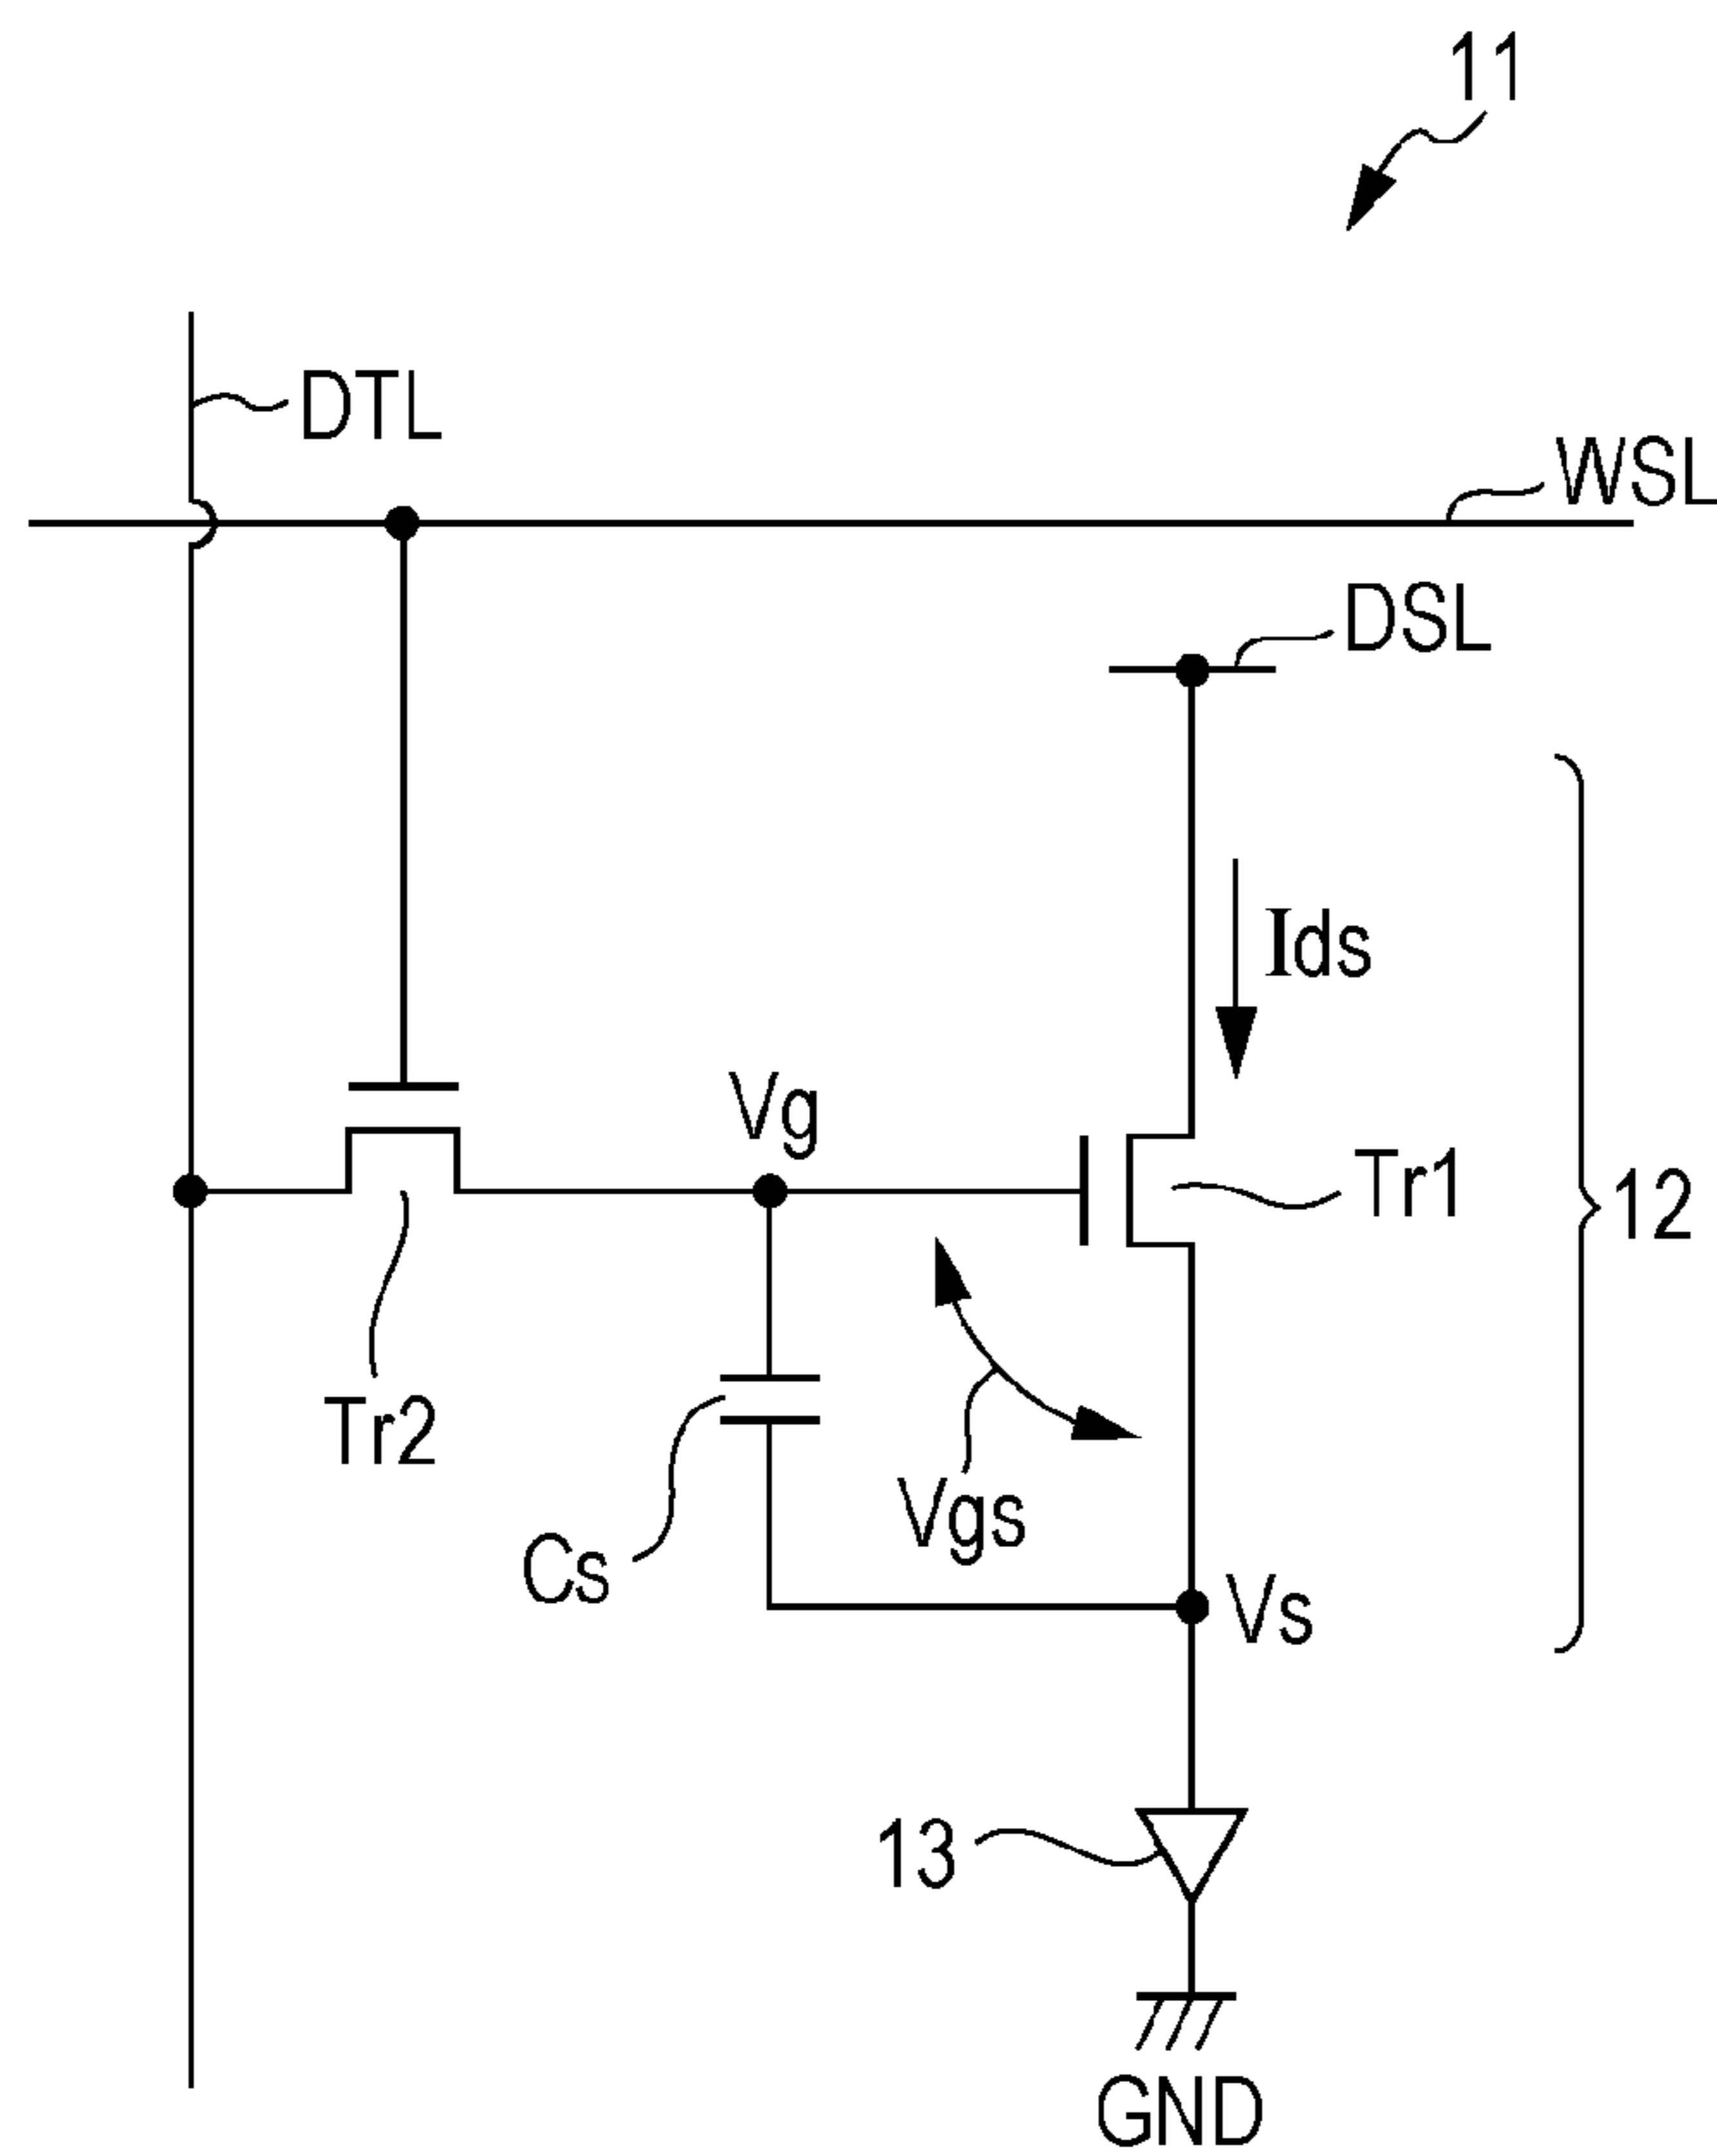 11
DTL
WSL
DSL
Ids
Vg
Tr1
12
Tr2
Vgs
Cs
Vs
13
GND